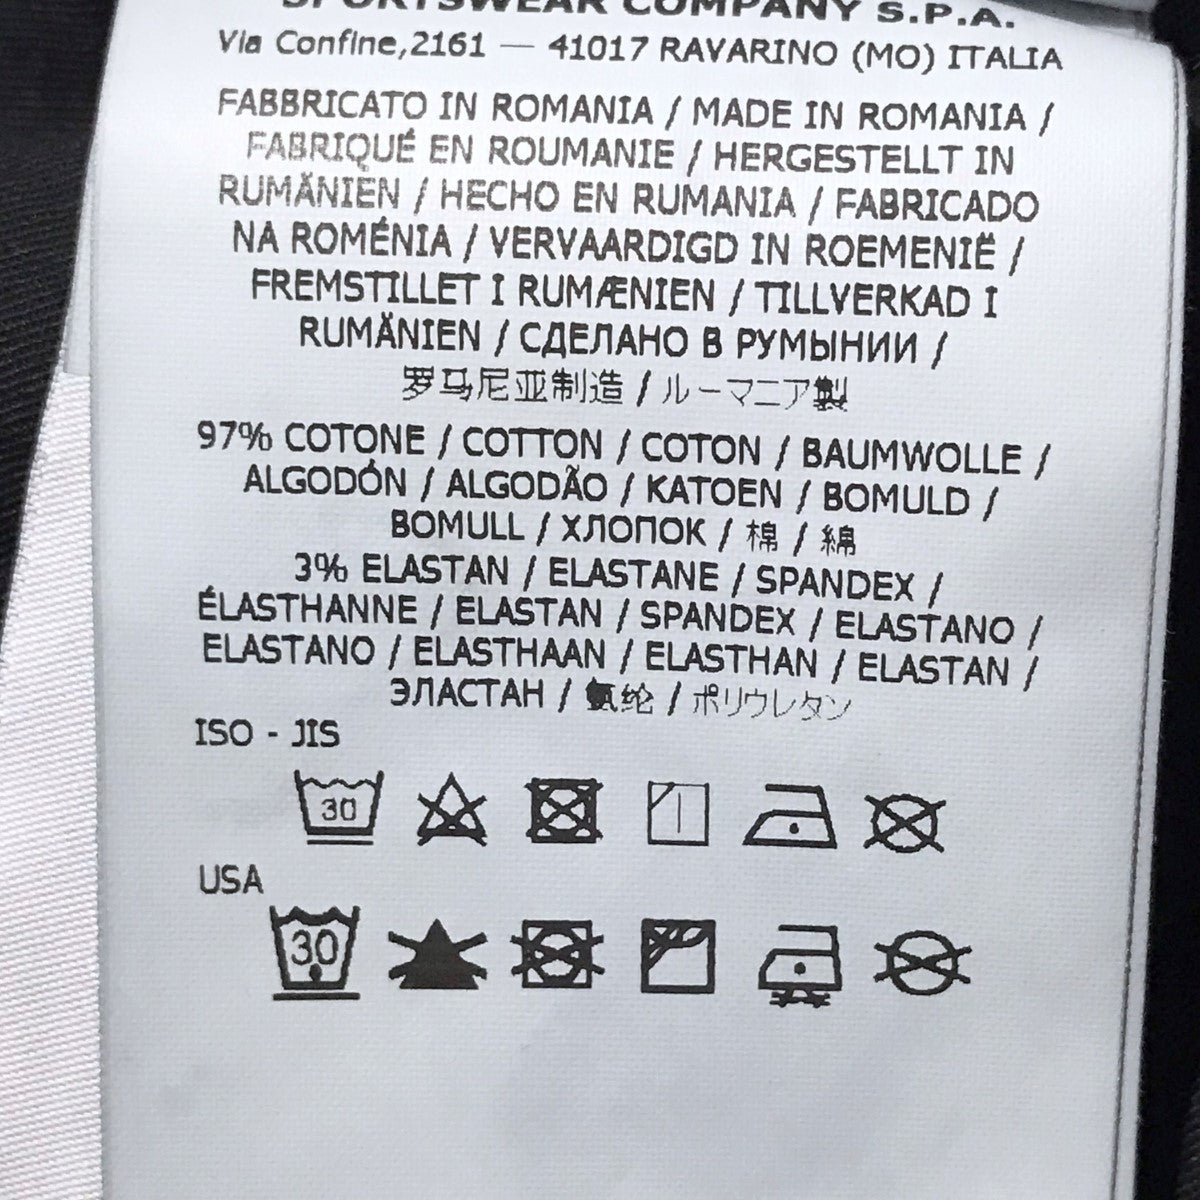 SPORTSWEAR COMPANY S.P.A.
Via Confine,2161 — 41017 RAVARINO (MO) ITALIA
FABBRICATO IN ROMANIA / MADE IN ROMANIA /
FABRIQUÉ EN ROUMANIE / HERGESTELLT IN
RUMÄNIEN / HECHO EN RUMANIA / FABRICADO
NA ROMÉNIA / VERVAARDIGD IN ROEMENIË /
FREMSTILLET I RUMÆNIEN / TILLVERKAD I
RUMÄNIEN / СДЕЛАНО В РУМЫНИИ /
罗马尼亚制造 / ルーマニア製
97% COTONE / COTTON / COTON / BAUMWOLLE /
ALGODÓN / ALGODÃO / KATOEN / BOMULD /
BOMULL / ХЛОПОК / 棉 / 綿
3% ELASTAN / ELASTANE / SPANDEX /
ÉLASTHANNE / ELASTAN / SPANDEX / ELASTANO /
ELASTANO / ELASTHAAN / ELASTHAN / ELASTAN /
ЭЛАСТАН / 氨纶 / ポリウレタン
ISO - JIS
30
USA
30